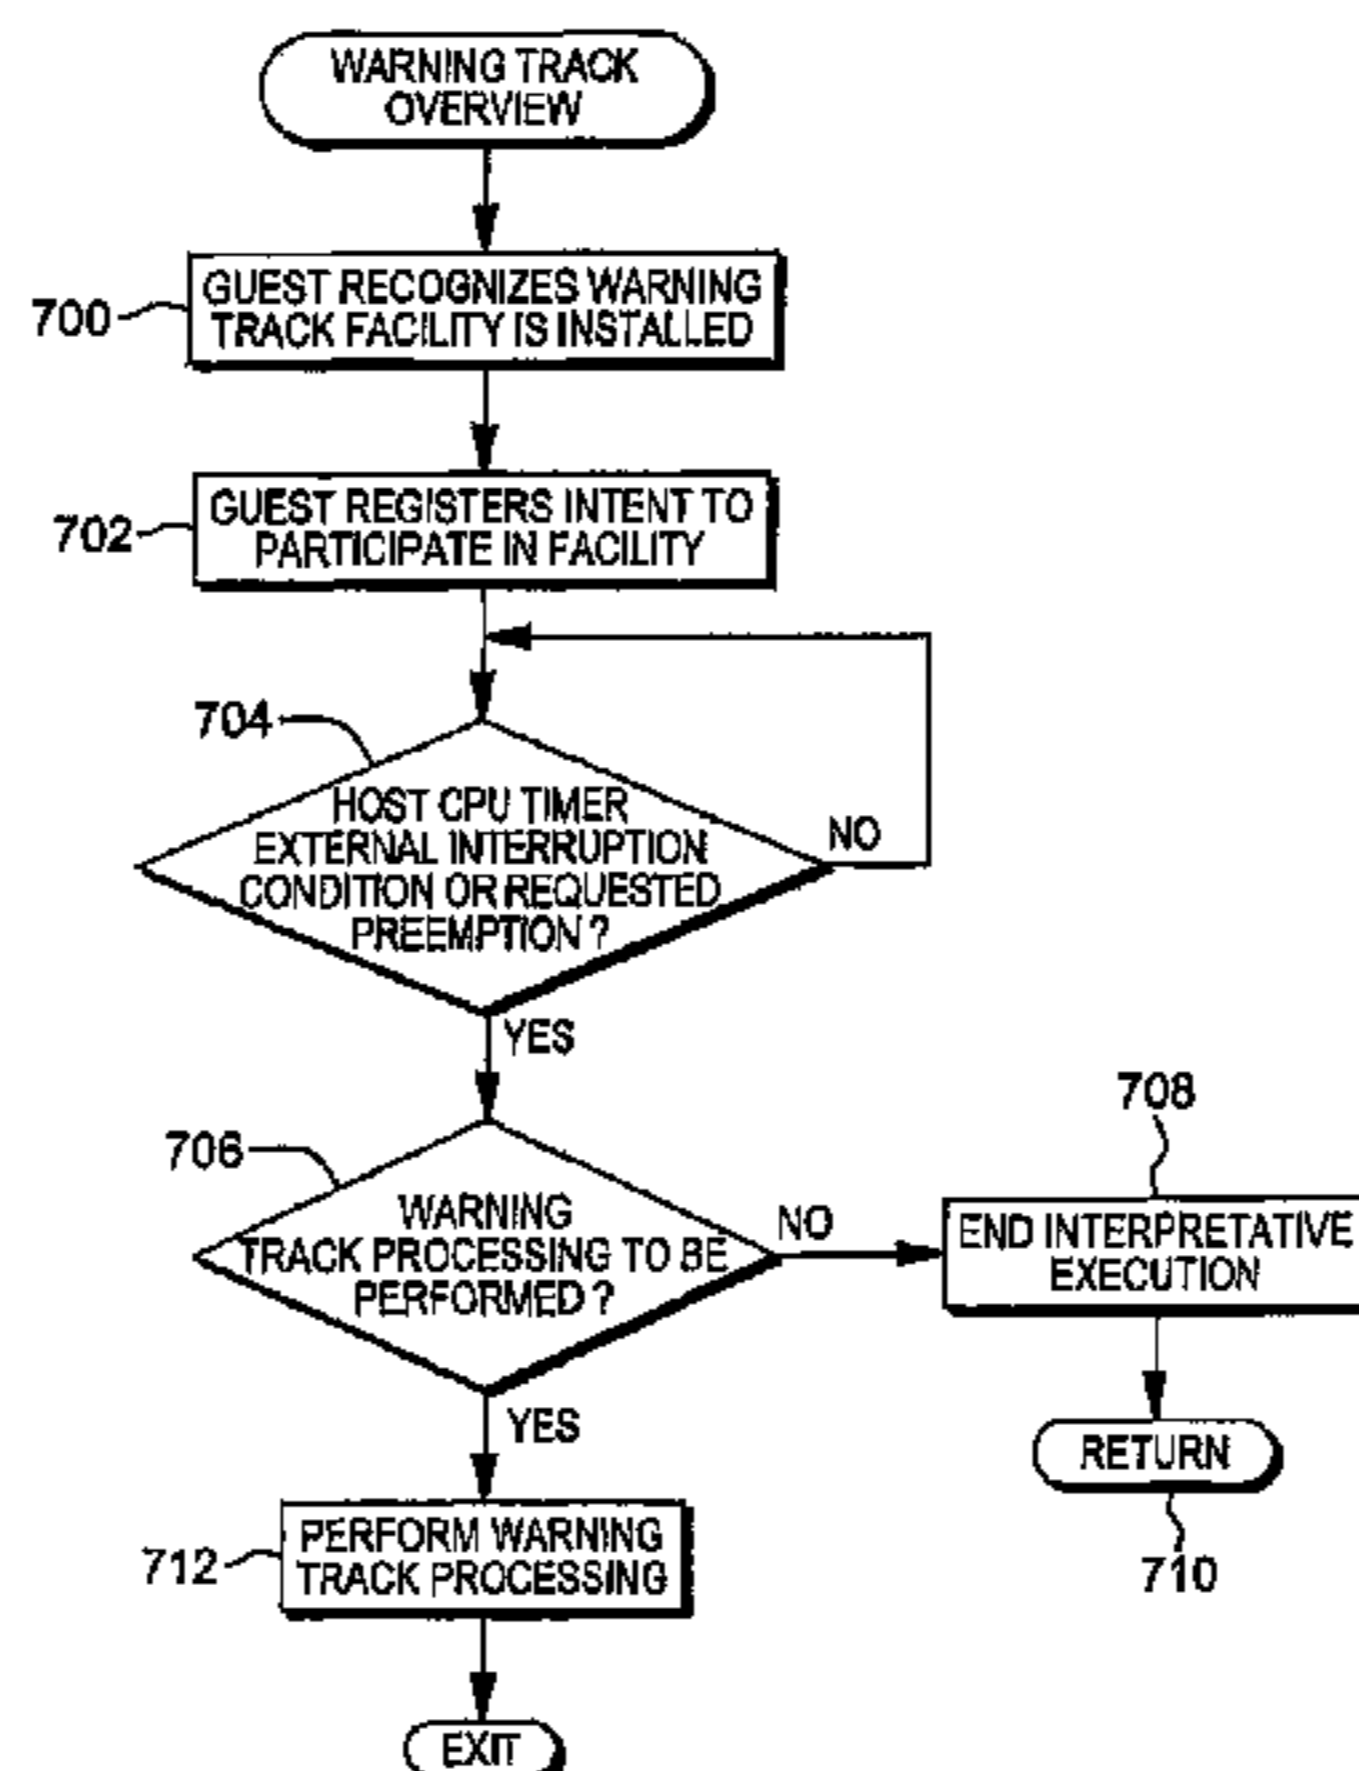 WARNING TRACK
OVERVIEW
700
GUEST RECOGNIZES WARNING
TRACK FACILITY IS INSTALLED
702
GUEST REGISTERS INTENT TO
PARTICIPATE IN FACILITY
704
HOST CPU TIMER
EXTERNAL INTERRUPTION
CONDITION OR REQUESTED
PREEMPTION ?
NO
YES
706
WARNING
TRACK PROCESSING TO BE
PERFORMED ?
NO
708
END INTERPRETATIVE
EXECUTION
RETURN
710
YES
712
PERFORM WARNING
TRACK PROCESSING
EXIT